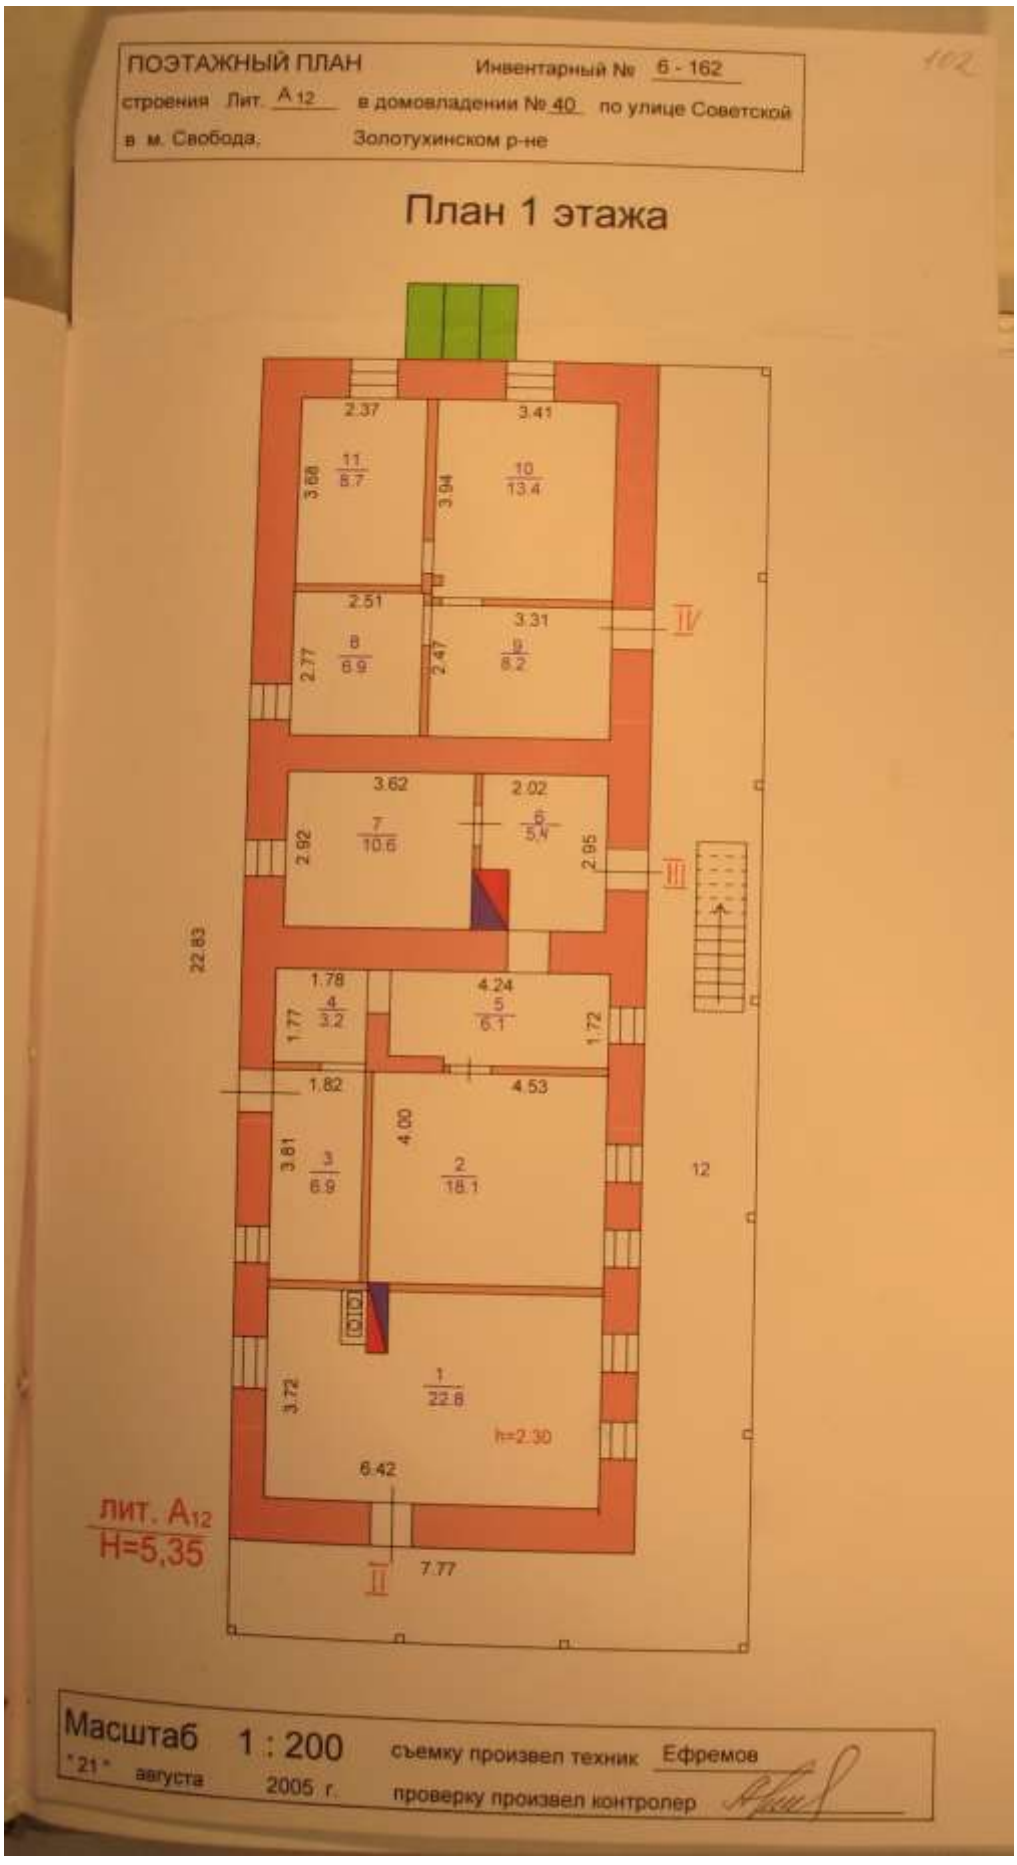 102
ПОЭТАЖНЫЙ ПЛАН Инвентарный № 6 - 162
строения Лит. А 12 в домовладении № 40 по улице Советской
в м. Свобода, Золотухинском р-не
План 1 этажа
2.37 3.41
11 8.7
3.68
3.94
10 13.4
2.51
3.31
IV
8 6.9
2.77
2.47
9 8.2
3.62 2.02
7 10.6
6 5,4
2.92
2.95
III
22.83
1.78 4.24
4 3.2
5 6.1
1.77
1.72
1.82 4.53
4.00
3.81
3 6.9
2 18.1
12
1 22.8
3.72
h=2.30
6.42
лит. А12
Н=5,35
II
7.77
Масштаб 1 : 200 съемку произвел техник Ефремов
"21" августа 2005 г. проверку произвел контролер